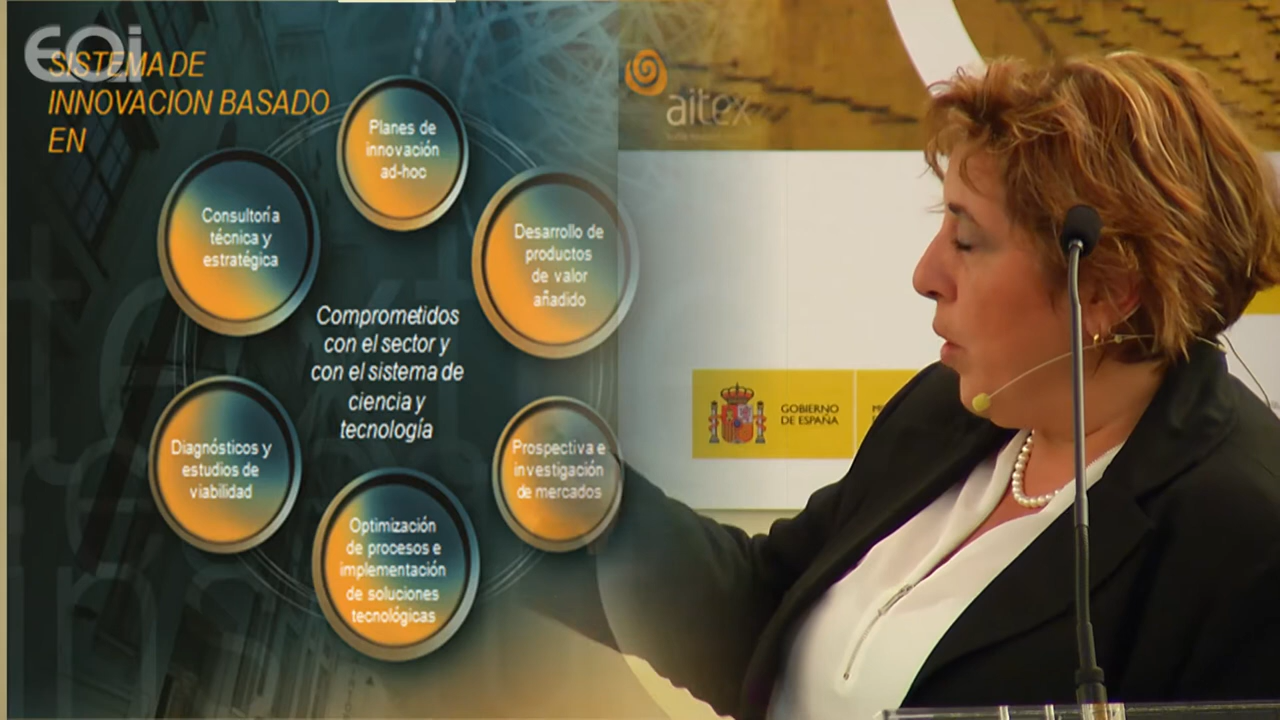 EOi
SISTEMA DE
INNOVACION BASADO
EN
aitex
Planes de
innovación
ad-hoc
Consultoría
técnica y
estratégica
Desarrollo de
productos
de valor
añadido
Comprometidos
con el sector y
con el sistema de
ciencia y
tecnología
GOBIERNO
DE ESPAÑA
Diagnósticos y
estudios de
viabilidad
Prospectiva e
investigación
de mercados
Optimización
de procesos e
implementación
de soluciones
tecnológicas